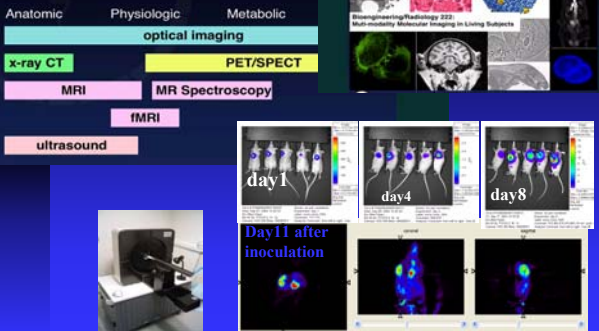 Anatomic Physiologic Metabolic
optical imaging
x-ray CT PET/SPECT
MRI MR Spectroscopy
fMRI
ultrasound
Bioengineering/Radiology 222:
Multi-modality Molecular Imaging in Living Subjects
day1
day4
day8
Day11 after
inoculation
coronal